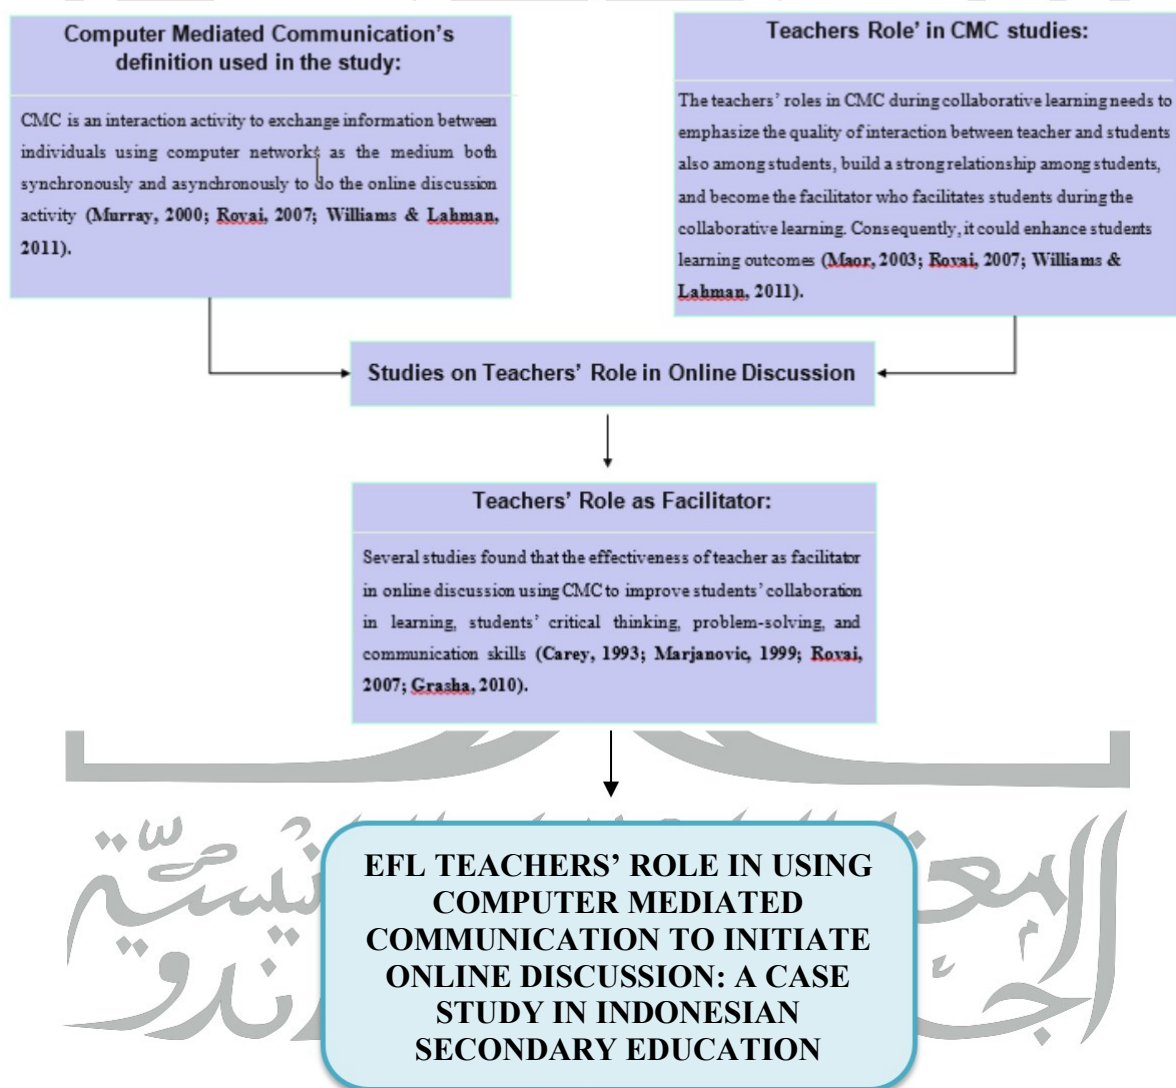 Computer Mediated Communication's
definition used in the study:
CMC is an interaction activity to exchange information between
individuals using computer networks as the medium both
synchronously and asynchronously to do the online discussion
activity (Murray, 2000; Rovai, 2007; Williams & Lahman,
2011).
Teachers Role' in CMC studies:
The teachers' roles in CMC during collaborative learning needs to
emphasize the quality of interaction between teacher and students
also among students, build a strong relationship among students,
and become the facilitator who facilitates students during the
collaborative learning. Consequently, it could enhance students
learning outcomes (Maor, 2003; Rovai, 2007; Williams &
Lahman, 2011).
Studies on Teachers' Role in Online Discussion
Teachers' Role as Facilitator:
Several studies found that the effectiveness of teacher as facilitator
in online discussion using CMC to improve students' collaboration
in learning, students' critical thinking, problem-solving, and
communication skills (Carey, 1993; Marjanovic, 1999; Rovai,
2007; Grasha, 2010).
EFL TEACHERS' ROLE IN USING
COMPUTER MEDIATED
COMMUNICATION TO INITIATE
ONLINE DISCUSSION: A CASE
STUDY IN INDONESIAN
SECONDARY EDUCATION